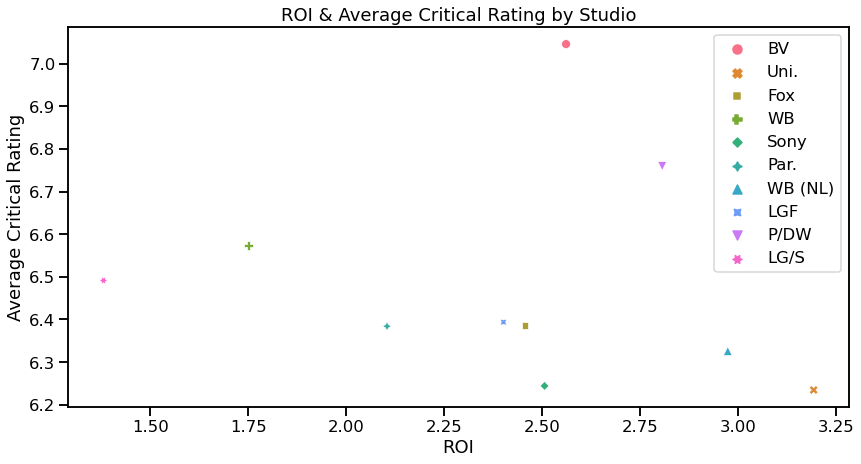 ROI & Average Critical Rating by Studio
Average Critical Rating
7.0
6.9
6.8
6.7
6.6
6.5
6.4
6.3
6.2
BV
Uni.
Fox
WB
Sony
Par.
WB (NL)
LGF
P/DW
LG/S
1.50 1.75 2.00 2.25 2.50 2.75 3.00 3.25
ROI